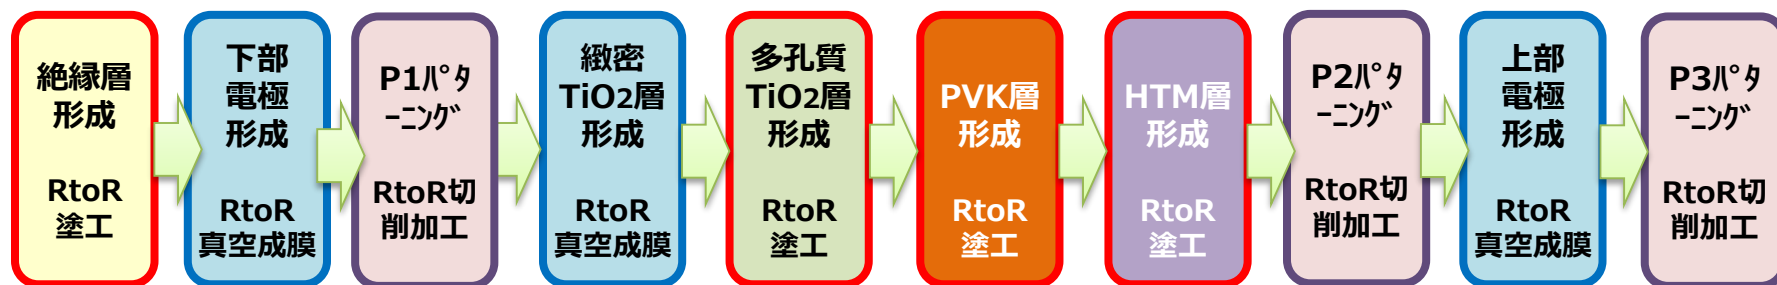 絶縁層
形成
RtoR
塗工
下部
電極
形成
RtoR
真空成膜
P1ﾊﾟﾀ
ｰﾆﾝｸﾞ
RtoR切
削加工
緻密
TiO2層
形成
RtoR
真空成膜
多孔質
TiO2層
形成
RtoR
塗工
PVK層
形成
RtoR
塗工
HTM層
形成
RtoR
塗工
P2ﾊﾟﾀ
ｰﾆﾝｸﾞ
RtoR切
削加工
上部
電極
形成
RtoR
真空成膜
P3ﾊﾟﾀ
ｰﾆﾝｸﾞ
RtoR切
削加工